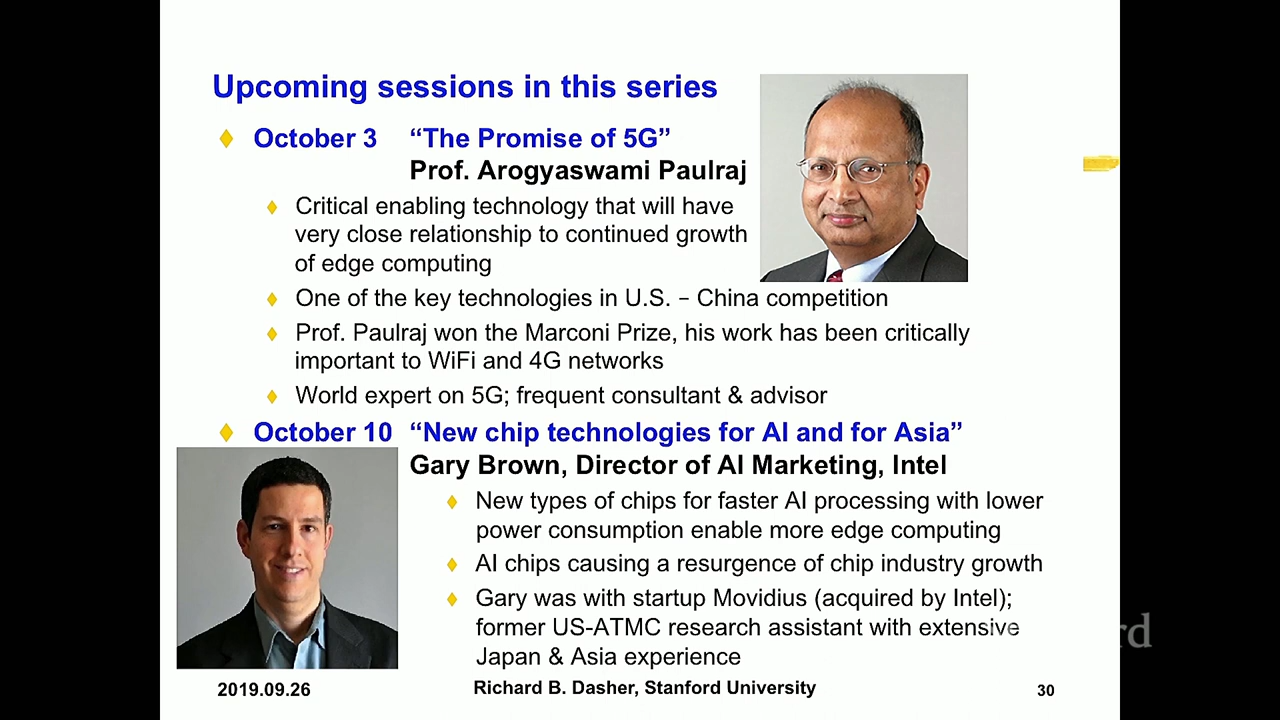 Upcoming sessions in this series
October 3 “The Promise of 5G”
Prof. Arogyaswami Paulraj
Critical enabling technology that will have
very close relationship to continued growth
of edge computing
One of the key technologies in U.S. – China competition
Prof. Paulraj won the Marconi Prize, his work has been critically
important to WiFi and 4G networks
World expert on 5G; frequent consultant & advisor
October 10 “New chip technologies for AI and for Asia”
Gary Brown, Director of AI Marketing, Intel
New types of chips for faster AI processing with lower
power consumption enable more edge computing
AI chips causing a resurgence of chip industry growth
Gary was with startup Movidius (acquired by Intel);
former US-ATMC research assistant with extensive
Japan & Asia experience
2019.09.26
Richard B. Dasher, Stanford University
30